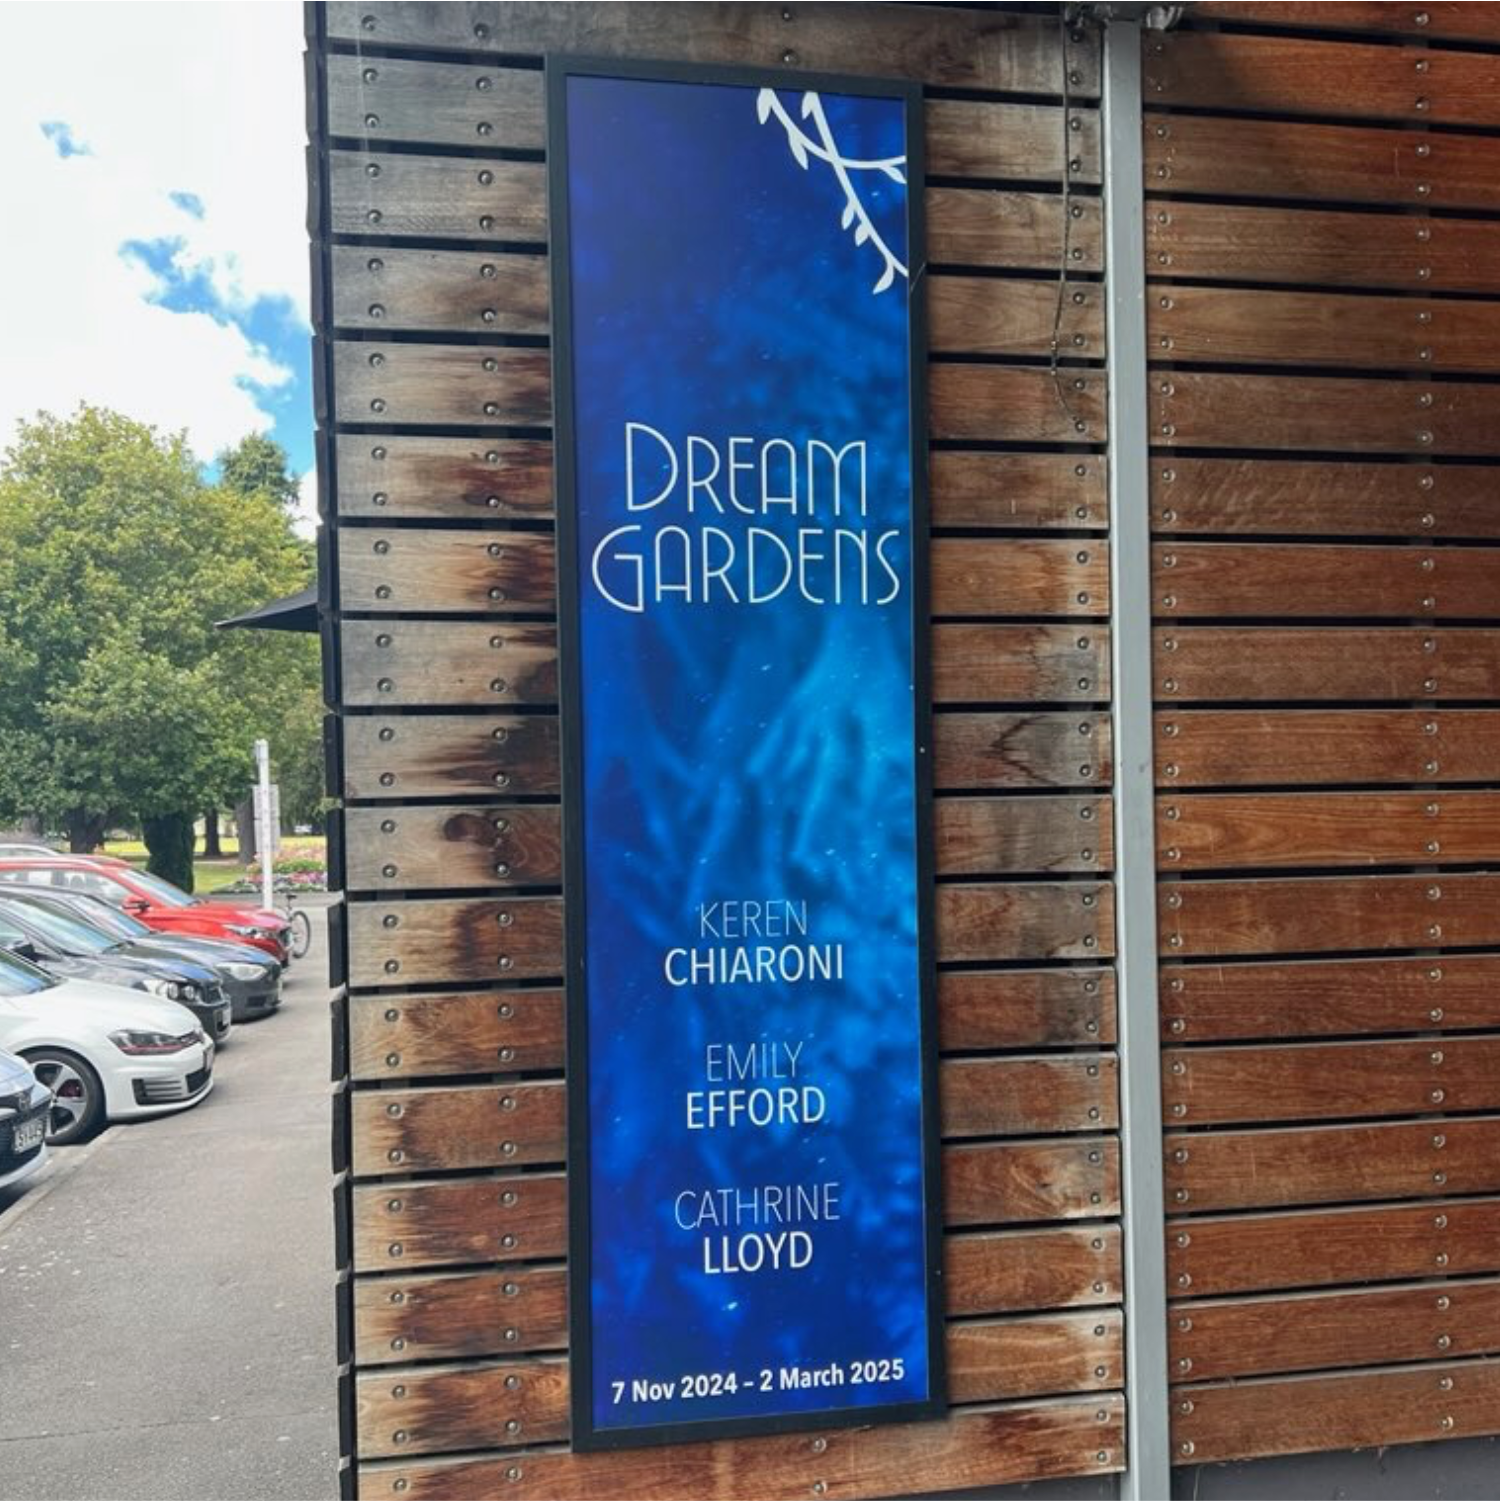 DREAM
GARDENS
KEREN
CHIARONI
EMILY
EFFORD
CATHRINE
LLOYD
7 Nov 2024 – 2 March 2025